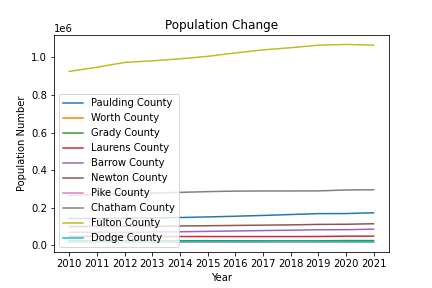 Population Change
1e6
1.0
0.8
0.6
0.4
0.2
0.0
Population Number
Paulding County
Worth County
Grady County
Laurens County
Barrow County
Newton County
Pike County
Chatham County
Fulton County
Dodge County
2010 2011 2012 2013 2014 2015 2016 2017 2018 2019 2020 2021
Year